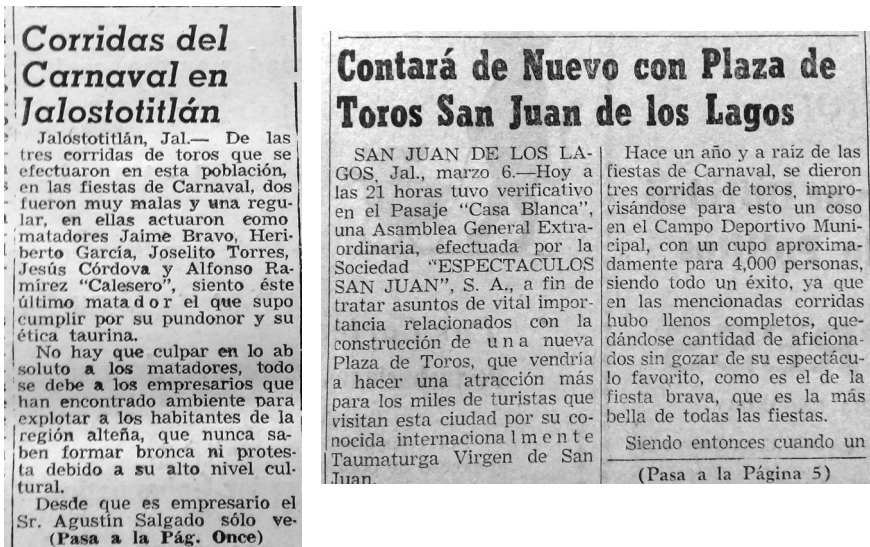 Corridas del
Carnaval en
Jalostotitlán
Jalostotitlán, Jal.— De las
tres corridas de toros que se
efectuaron en esta población,
en las fiestas de Carnaval, dos
fueron muy malas y una regu-
lar, en ellas actuaron como
matadores Jaime Bravo, Heri-
berto García, Joselito Torres,
Jesús Córdova y Alfonso Ra-
mírez "Calesero", siento éste
último matador el que supo
cumplir por su pundonor y su
ética taurina.
No hay que culpar en lo ab
soluto a los matadores, todo
se debe a los empresarios que
han encontrado ambiente para
explotar a los habitantes de la
región alteña, que nunca sa-
ben formar bronca ni protes-
ta debido a su alto nivel cul-
tural.
Desde que es empresario el
Sr. Agustín Salgado sólo ve-
(Pasa a la Pág. Once)
Contará de Nuevo con Plaza de
Toros San Juan de los Lagos
SAN JUAN DE LOS LA-
GOS, Jal., marzo 6.—Hoy a
las 21 horas tuvo verificativo
en el Pasaje "Casa Blanca",
una Asamblea General Extra-
ordinaria, efectuada por la
Sociedad "ESPECTACULOS
SAN JUAN", S. A., a fin de
tratar asuntos de vital impor-
tancia relacionados con la
construcción de una nueva
Plaza de Toros, que vendría
a hacer una atracción más
para los miles de turistas que
visitan esta ciudad por su co-
nocida internacionalmente
Taumaturga Virgen de San
Juan.
Hace un año y a raiz de las
fiestas de Carnaval, se dieron
tres corridas de toros, impro-
visándose para esto un coso
en el Campo Deportivo Muni-
cipal, con un cupo aproxima-
damente para 4,000 personas,
siendo todo un éxito, ya que
en las mencionadas corridas
hubo llenos completos, que-
dándose cantidad de aficiona-
dos sin gozar de su espectácu-
lo favorito, como es el de la
fiesta brava, que es la más
bella de todas las fiestas.
Siendo entonces cuando un
(Pasa a la Página 5)